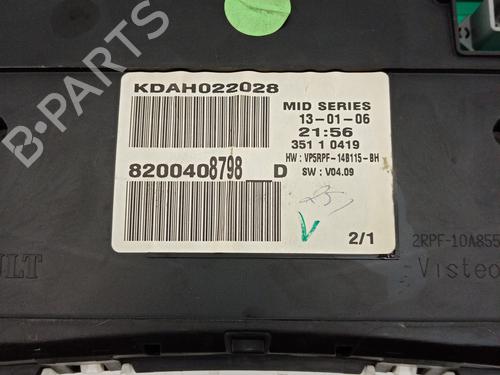 B-PARTS
KDAH022028
MID SERIES
13-01-06
21:56
351 1 0419
HW : VP5RPF-14B115-BH
SW : V04.09
8200408798 D
V
2/1
2RPF-10A855
Visteo
ULT